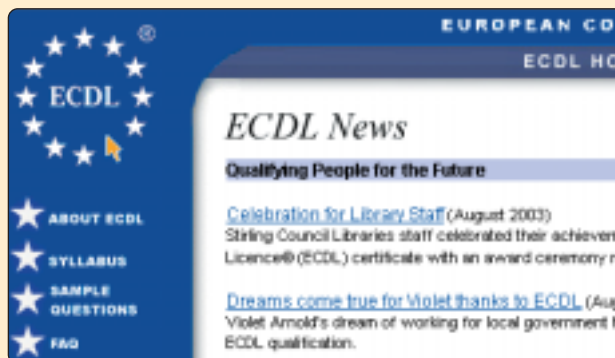 EUROPEAN CO
ECDL HO
®
ECDL
ABOUT ECDL
SYLLABUS
SAMPLE
QUESTIONS
FAQ
ECDL News
Qualifying People for the Future
Celebration for Library Staff (August 2003)
Stirling Council Libraries staff celebrated their achievem
Licence® (ECDL) certificate with an award ceremony r
Dreams come true for Violet thanks to ECDL (Aug
Violet Arnold's dream of working for local government h
ECDL qualification.